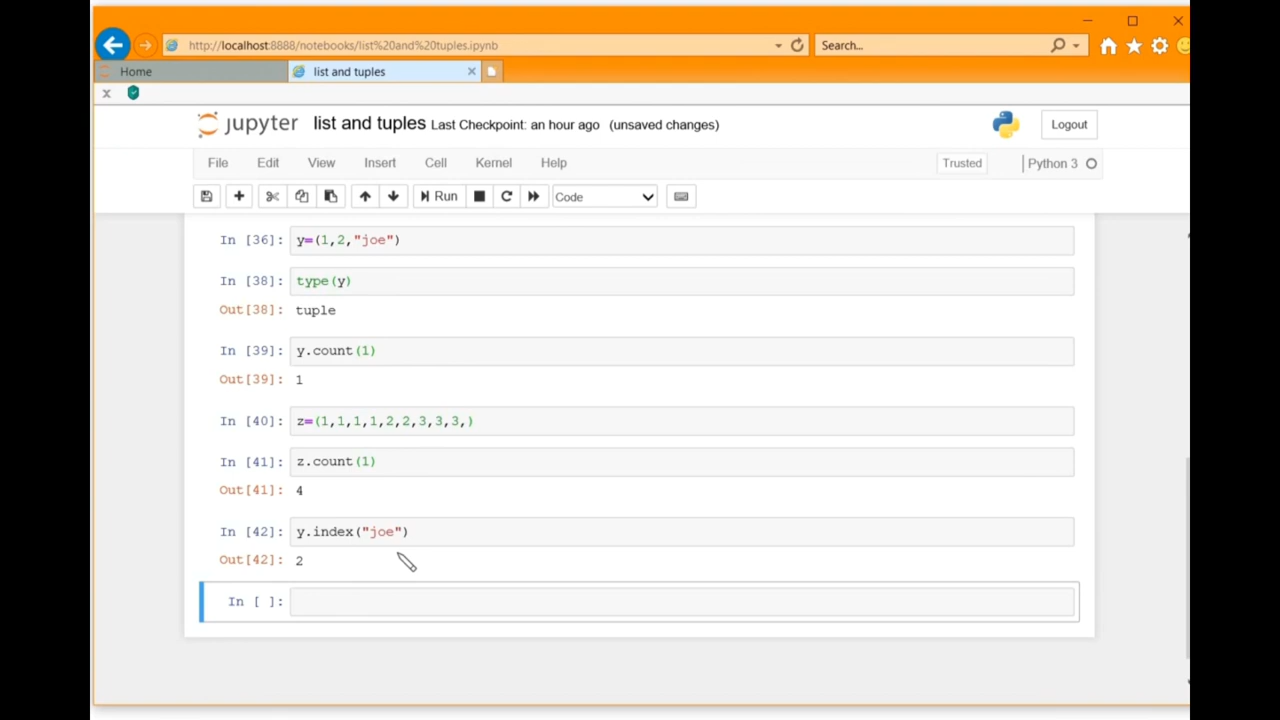 http://localhost:8888/notebooks/list%20and%20tuples.ipynb
Search...
Home
list and tuples
jupyter list and tuples Last Checkpoint: an hour ago (unsaved changes)
Logout
File Edit View Insert Cell Kernel Help
Trusted
Python 3
Run
Code
In [36]: y=(1,2,"joe")
In [38]: type(y)
Out[38]: tuple
In [39]: y.count(1)
Out[39]: 1
In [40]: z=(1,1,1,1,2,2,3,3,3,)
In [41]: z.count(1)
Out[41]: 4
In [42]: y.index("joe")
Out[42]: 2
In [ ]: